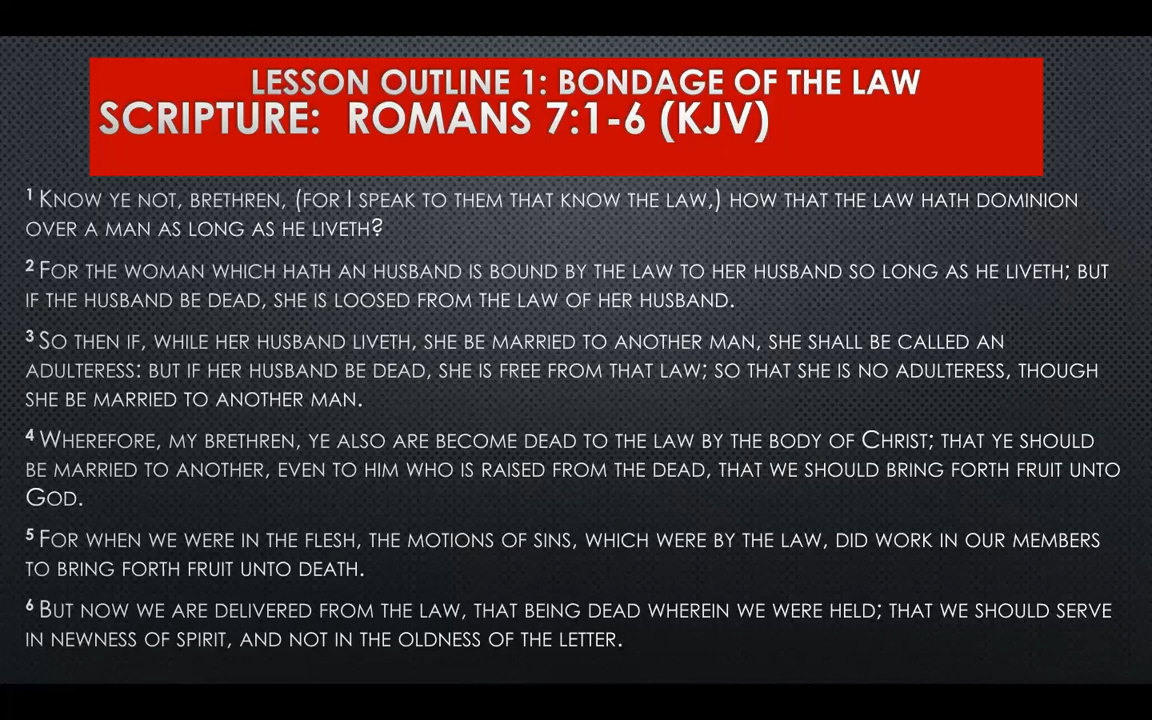 LESSON OUTLINE 1: BONDAGE OF THE LAW
SCRIPTURE: ROMANS 7:1-6 (KJV)
1 KNOW YE NOT, BRETHREN, (FOR I SPEAK TO THEM THAT KNOW THE LAW,) HOW THAT THE LAW HATH DOMINION
OVER A MAN AS LONG AS HE LIVETH?
2 FOR THE WOMAN WHICH HATH AN HUSBAND IS BOUND BY THE LAW TO HER HUSBAND SO LONG AS HE LIVETH; BUT
IF THE HUSBAND BE DEAD, SHE IS LOOSED FROM THE LAW OF HER HUSBAND.
3 SO THEN IF, WHILE HER HUSBAND LIVETH, SHE BE MARRIED TO ANOTHER MAN, SHE SHALL BE CALLED AN
ADULTERESS: BUT IF HER HUSBAND BE DEAD, SHE IS FREE FROM THAT LAW; SO THAT SHE IS NO ADULTERESS, THOUGH
SHE BE MARRIED TO ANOTHER MAN.
4 WHEREFORE, MY BRETHREN, YE ALSO ARE BECOME DEAD TO THE LAW BY THE BODY OF CHRIST; THAT YE SHOULD
BE MARRIED TO ANOTHER, EVEN TO HIM WHO IS RAISED FROM THE DEAD, THAT WE SHOULD BRING FORTH FRUIT UNTO
GOD.
5 FOR WHEN WE WERE IN THE FLESH, THE MOTIONS OF SINS, WHICH WERE BY THE LAW, DID WORK IN OUR MEMBERS
TO BRING FORTH FRUIT UNTO DEATH.
6 BUT NOW WE ARE DELIVERED FROM THE LAW, THAT BEING DEAD WHEREIN WE WERE HELD; THAT WE SHOULD SERVE
IN NEWNESS OF SPIRIT, AND NOT IN THE OLDNESS OF THE LETTER.